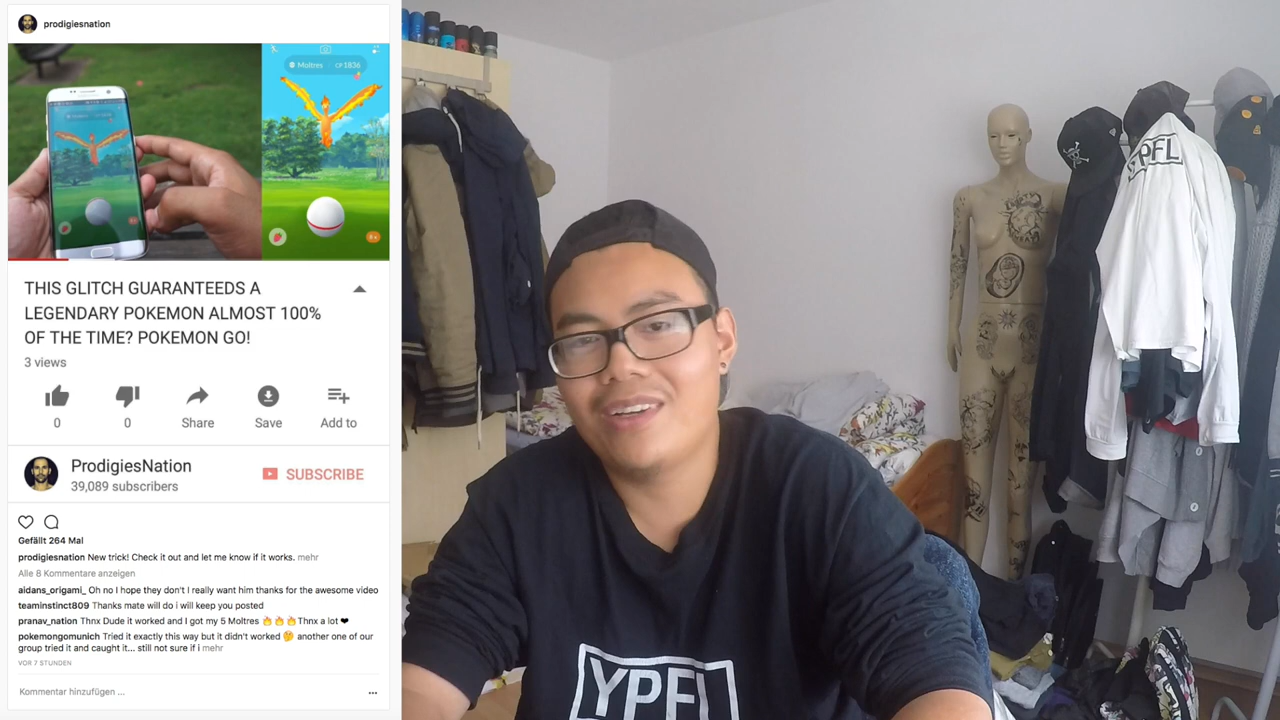 prodigiesnation
Moltres CP1836
THIS GLITCH GUARANTEEDS A
LEGENDARY POKEMON ALMOST 100%
OF THE TIME? POKEMON GO!
3 views
0
0
Share
Save
Add to
ProdigiesNation
39,089 subscribers
SUBSCRIBE
Gefällt 264 Mal
prodigiesnation New trick! Check it out and let me know if it works. mehr
Alle 8 Kommentare anzeigen
aidans_origami_ Oh no I hope they don't I really want him thanks for the awesome video
teaminstinct809 Thanks mate will do i will keep you posted
pranav_nation Thnx Dude it worked and I got my 5 Moltres 🔥🔥🔥Thnx a lot ❤
pokemongomunich Tried it exactly this way but it didn't worked 🤔 another one of our
group tried it and caught it... still not sure if i mehr
VOR 7 STUNDEN
Kommentar hinzufügen ...
YPFL
YPFL